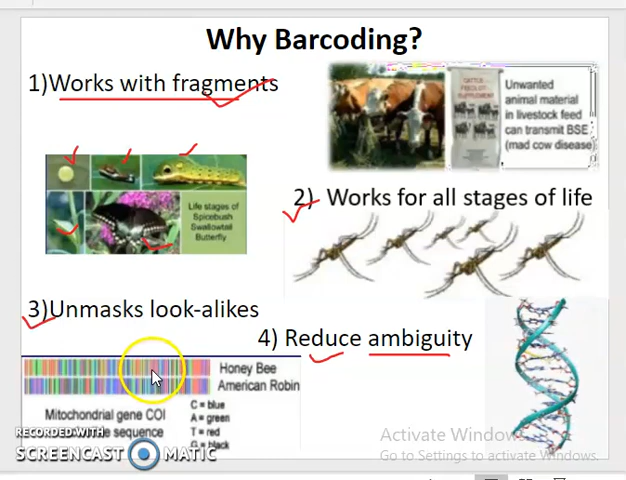 Why Barcoding?
1)Works with fragments
CATTLE
FEEDLOT
SUPPLEMENT
Unwanted
animal material
in livestock feed
can transmit BSE
(mad cow disease)
Life stages of
Spicebush
Swallowtail
Butterfly
2) Works for all stages of life
3)Unmasks look-alikes
4) Reduce ambiguity
Honey Bee
American Robin
Mitochondrial gene COI
sequence
C = blue
A = green
T = red
G = black
RECORDED WITH
SCREENCAST MATIC
Activate Windows
Go to Settings to activate Windows.